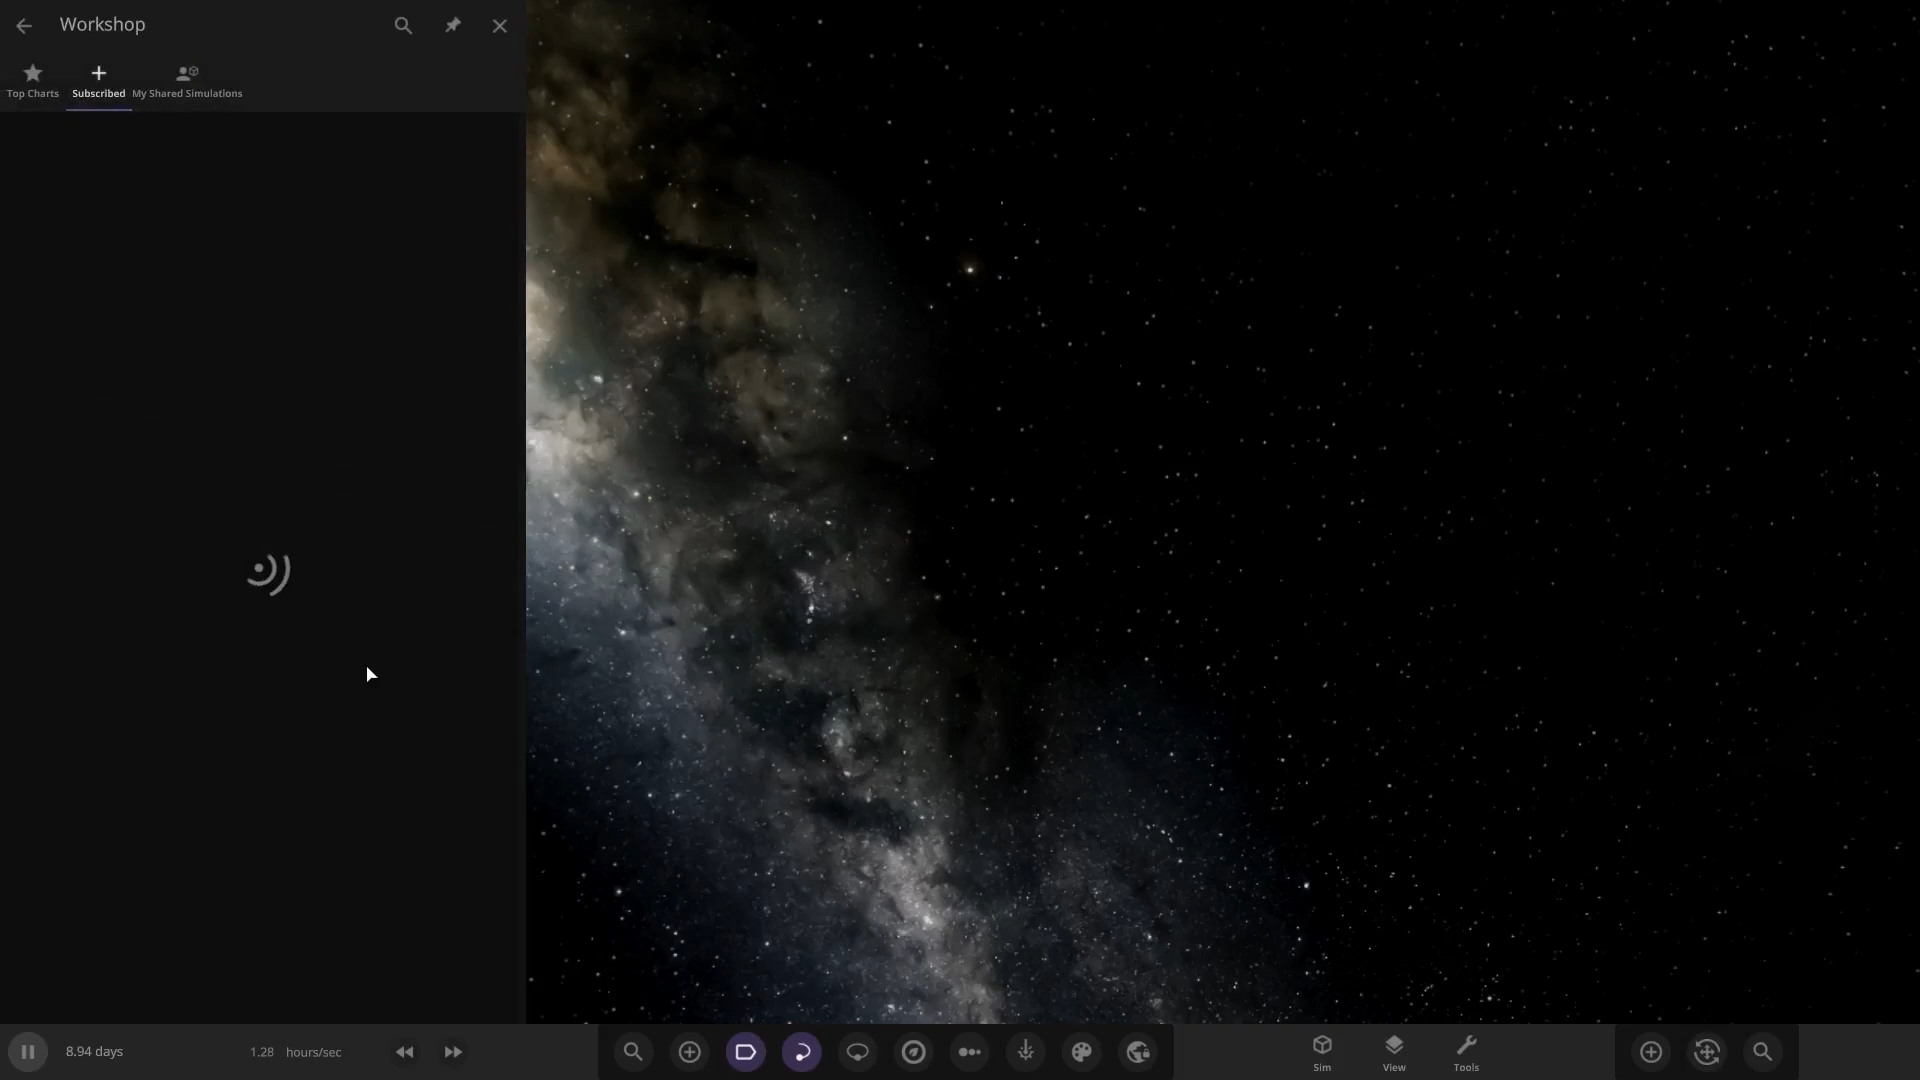 Workshop
Top Charts
Subscribed
My Shared Simulations
8.94 days
1.28 hours/sec
Sim
View
Tools